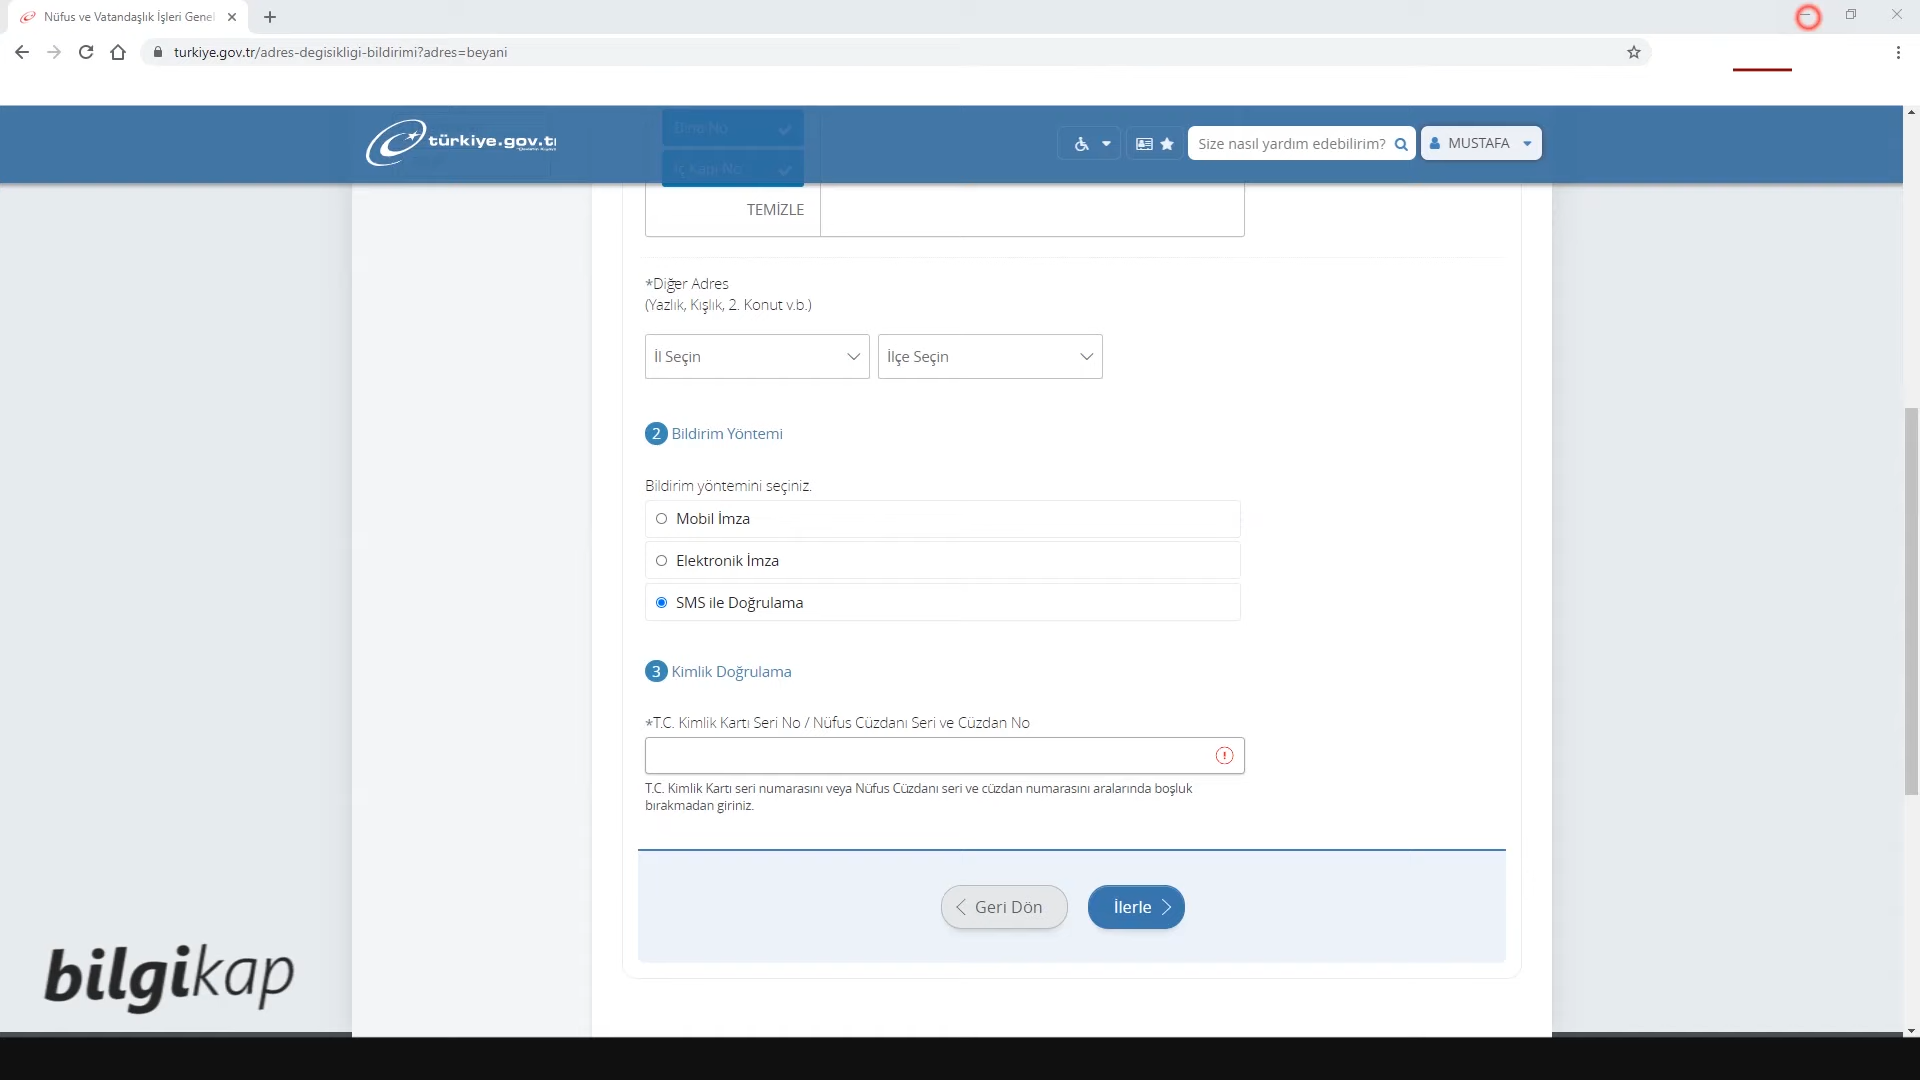 Nüfus ve Vatandaşlık İşleri Genel
turkiye.gov.tr/adres-degisikligi-bildirimi?adres=beyani
türkiye.gov.tr
Bina No
İç Kapı No
Size nasıl yardım edebilirim?
MUSTAFA
TEMİZLE
*Diğer Adres
(Yazlık, Kışlık, 2. Konut v.b.)
İl Seçin
İlçe Seçin
2 Bildirim Yöntemi
Bildirim yöntemini seçiniz.
Mobil İmza
Elektronik İmza
SMS ile Doğrulama
3 Kimlik Doğrulama
*T.C. Kimlik Kartı Seri No / Nüfus Cüzdanı Seri ve Cüzdan No
T.C. Kimlik Kartı seri numarasını veya Nüfus Cüzdanı seri ve cüzdan numarasını aralarında boşluk
bırakmadan giriniz.
Geri Dön
İlerle
bilgikap